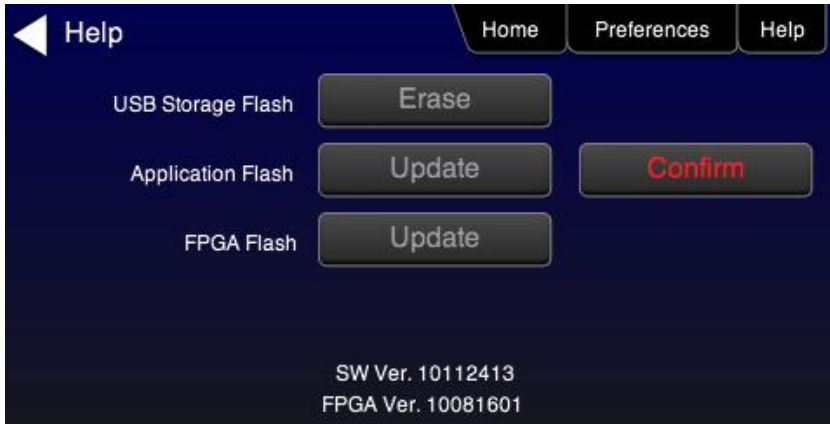 Help Home Preferences Help
USB Storage Flash Erase
Application Flash Update Confirm
FPGA Flash Update
SW Ver. 10112413
FPGA Ver. 10081601